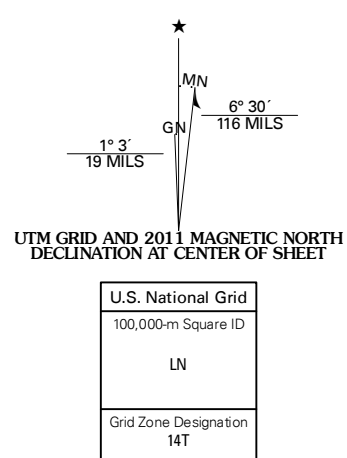 ★
MN
GN
6° 30´
116 MILS
1° 3´
19 MILS
UTM GRID AND 2011 MAGNETIC NORTH
DECLINATION AT CENTER OF SHEET
U.S. National Grid
100,000-m Square ID
LN
Grid Zone Designation
14T